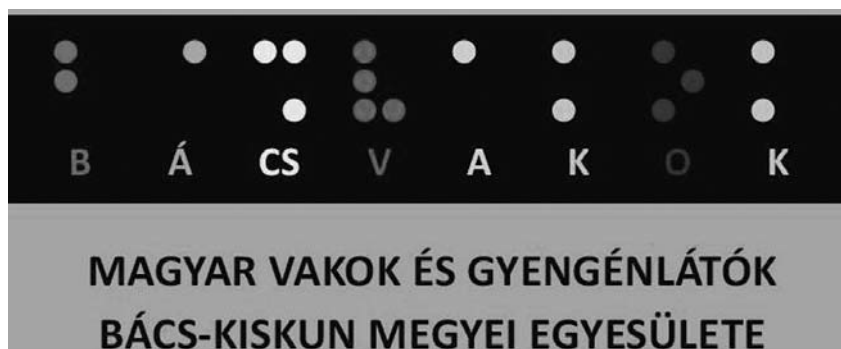 B Á CS V A K O K
MAGYAR VAKOK ÉS GYENGÉNLÁTÓK
BÁCS-KISKUN MEGYEI EGYESÜLETE